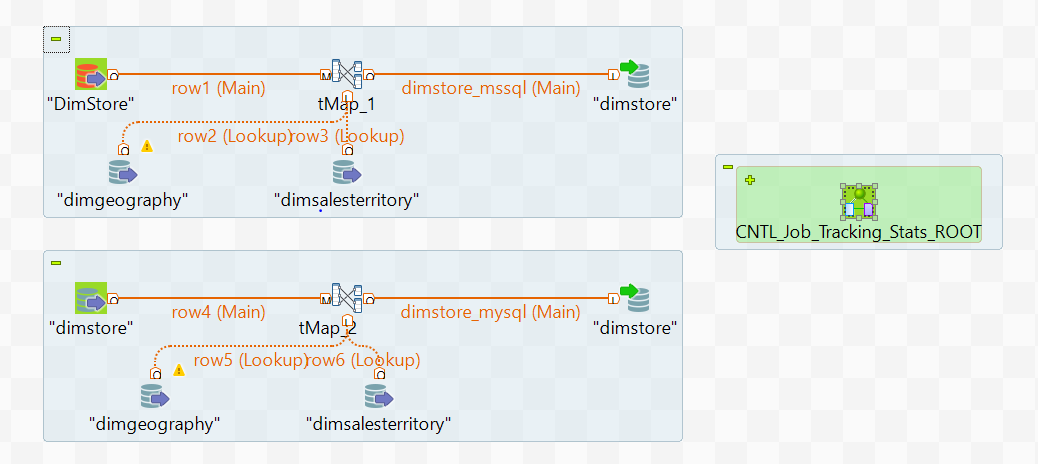 row1 (Main)
dimstore_mssql (Main)
"DimStore"
tMap_1
"dimstore"
row2 (Lookup)
row3 (Lookup)
"dimgeography"
"dimsalesterritory"
CNTL_Job_Tracking_Stats_ROOT
row4 (Main)
dimstore_mysql (Main)
"dimstore"
tMap_2
"dimstore"
row5 (Lookup)
row6 (Lookup)
"dimgeography"
"dimsalesterritory"